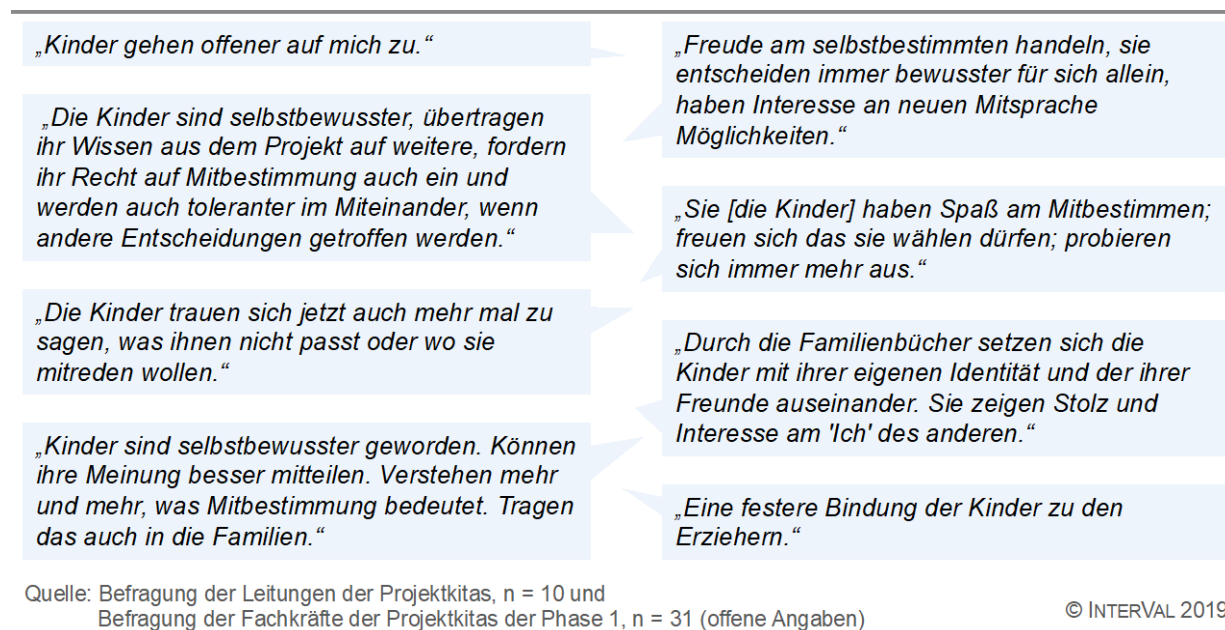 „Kinder gehen offener auf mich zu.“
„Die Kinder sind selbstbewusster, übertragen
ihr Wissen aus dem Projekt auf weitere, fordern
ihr Recht auf Mitbestimmung auch ein und
werden auch toleranter im Miteinander, wenn
andere Entscheidungen getroffen werden.“
„Die Kinder trauen sich jetzt auch mehr mal zu
sagen, was ihnen nicht passt oder wo sie
mitreden wollen.“
„Kinder sind selbstbewusster geworden. Können
ihre Meinung besser mitteilen. Verstehen mehr
und mehr, was Mitbestimmung bedeutet. Tragen
das auch in die Familien.“
„Freude am selbstbestimmten handeln, sie
entscheiden immer bewusster für sich allein,
haben Interesse an neuen Mitsprache
Möglichkeiten.“
„Sie [die Kinder] haben Spaß am Mitbestimmen;
freuen sich das sie wählen dürfen; probieren
sich immer mehr aus.“
„Durch die Familienbücher setzen sich die
Kinder mit ihrer eigenen Identität und der ihrer
Freunde auseinander. Sie zeigen Stolz und
Interesse am 'Ich' des anderen.“
„Eine festere Bindung der Kinder zu den
Erziehern.“
Quelle: Befragung der Leitungen der Projektkitas, n = 10 und
Befragung der Fachkräfte der Projektkitas der Phase 1, n = 31 (offene Angaben)
© INTERVAL 2019